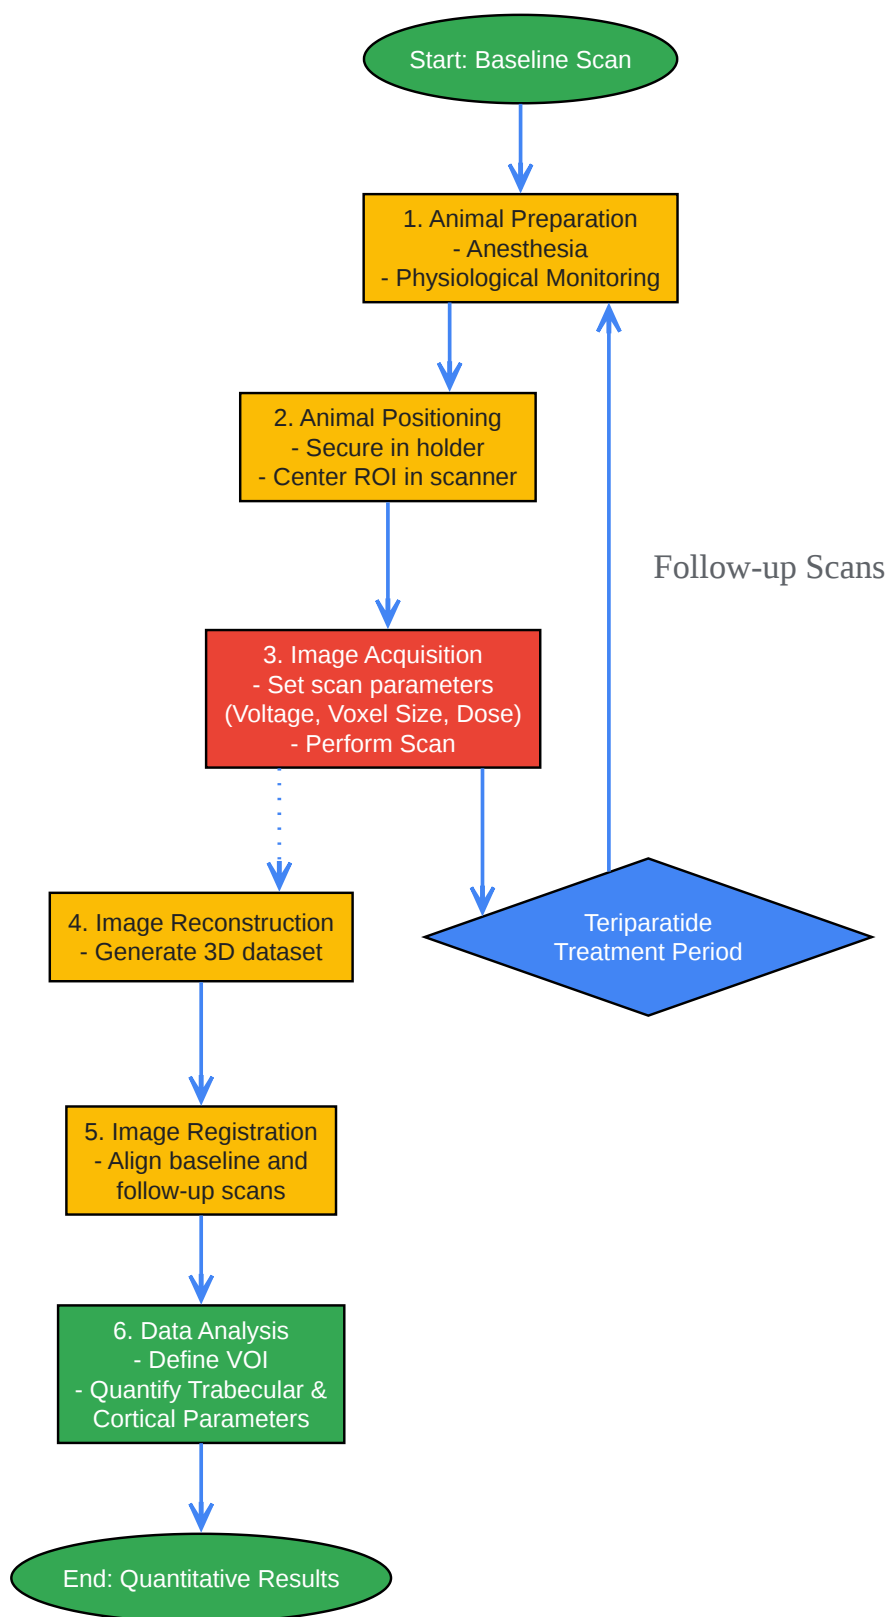 Start: Baseline Scan
1. Animal Preparation
- Anesthesia
- Physiological Monitoring
2. Animal Positioning
- Secure in holder
- Center ROI in scanner
Follow-up Scans
3. Image Acquisition
- Set scan parameters
(Voltage, Voxel Size, Dose)
- Perform Scan
4. Image Reconstruction
- Generate 3D dataset
Teriparatide
Treatment Period
5. Image Registration
- Align baseline and
follow-up scans
6. Data Analysis
- Define VOI
- Quantify Trabecular &
Cortical Parameters
End: Quantitative Results